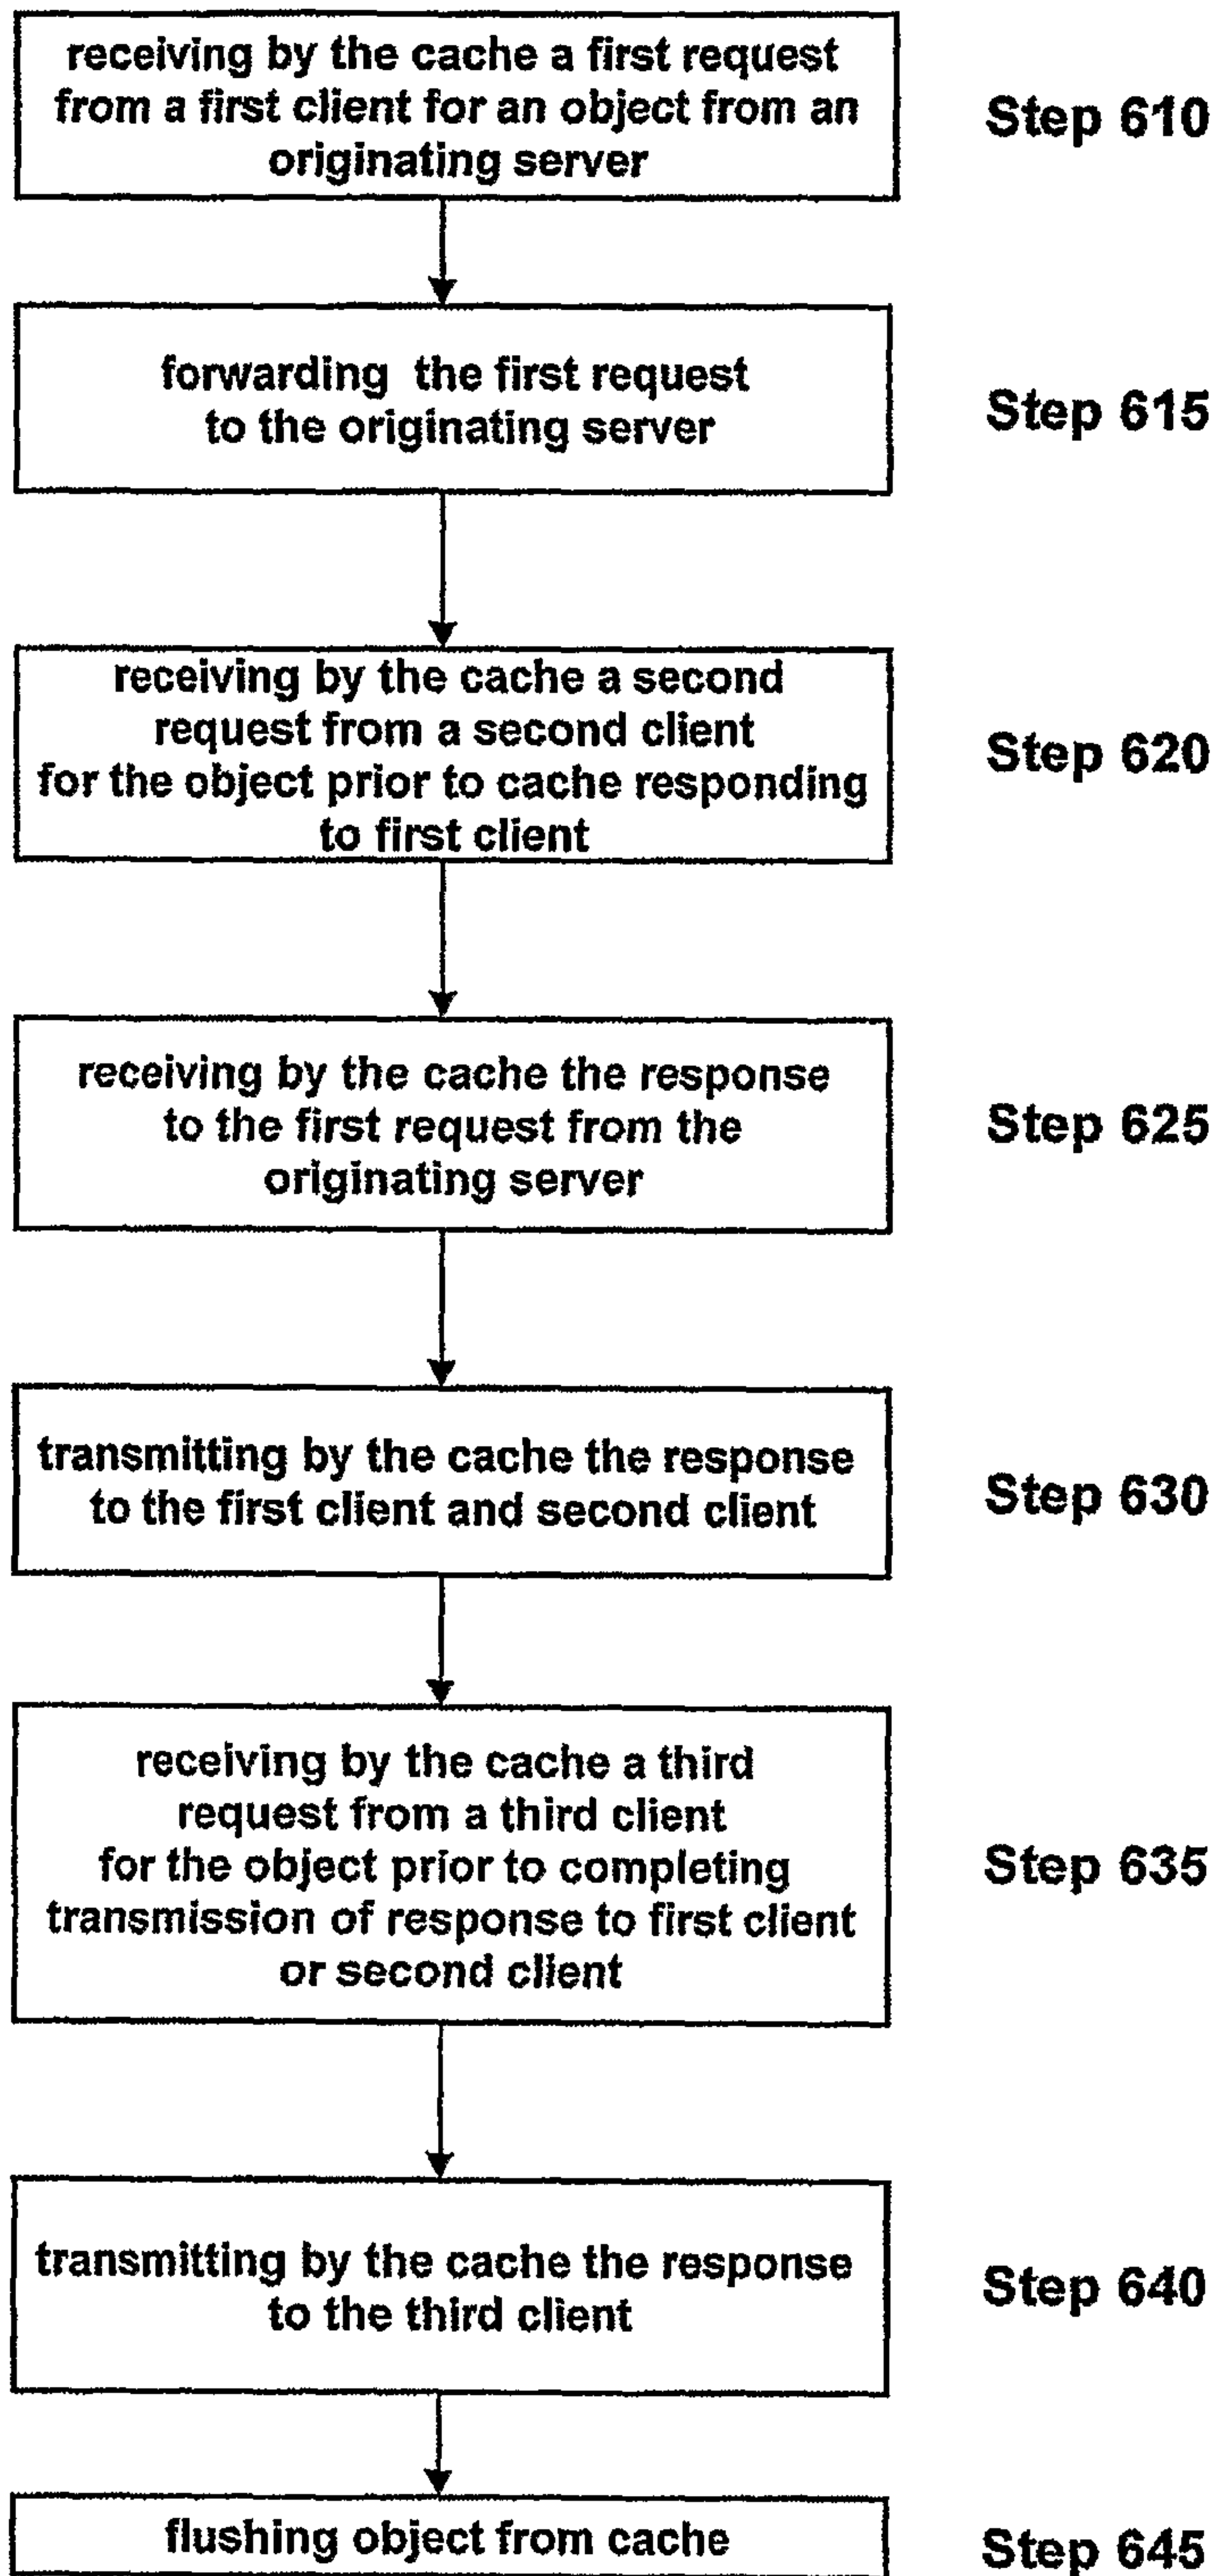 receiving by the cache a first request
from a first client for an object from an
originating server
Step 610
forwarding the first request
to the originating server
Step 615
receiving by the cache a second
request from a second client
for the object prior to cache responding
to first client
Step 620
receiving by the cache the response
to the first request from the
originating server
Step 625
transmitting by the cache the response
to the first client and second client
Step 630
receiving by the cache a third
request from a third client
for the object prior to completing
transmission of response to first client
or second client
Step 635
transmitting by the cache the response
to the third client
Step 640
flushing object from cache
Step 645